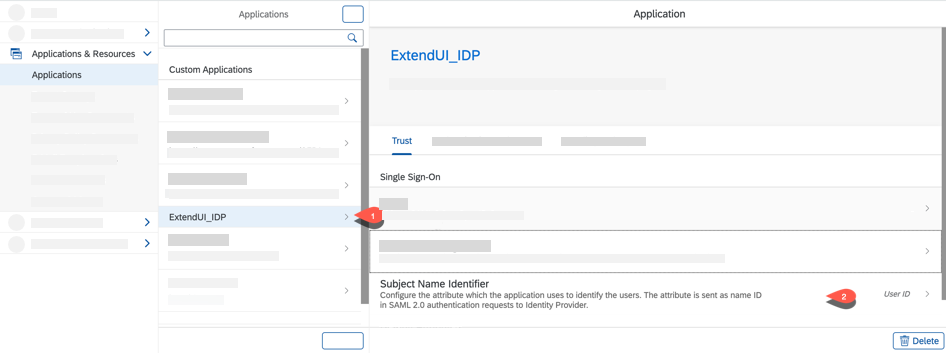 Applications
Application
Applications & Resources
Applications
Custom Applications
ExtendUI_IDP
1
ExtendUI_IDP
Trust
Single Sign-On
Subject Name Identifier
Configure the attribute which the application uses to identify the users. The attribute is sent as name ID
in SAML 2.0 authentication requests to Identity Provider.
2
User ID
Delete